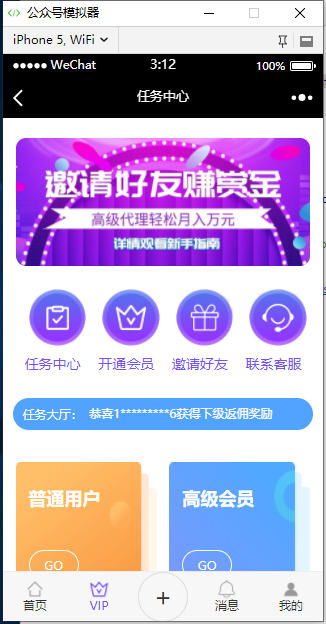 公众号模拟器
iPhone 5, WiFi
WeChat
3:12
100%
任务中心
邀请好友赚赏金
高级代理轻松月入万元
详情观看新手指南
任务中心 开通会员 邀请好友 联系客服
任务大厅： 恭喜1*********6获得下级返佣奖励
普通用户 高级会员
GO GO
首页 VIP + 消息 我的